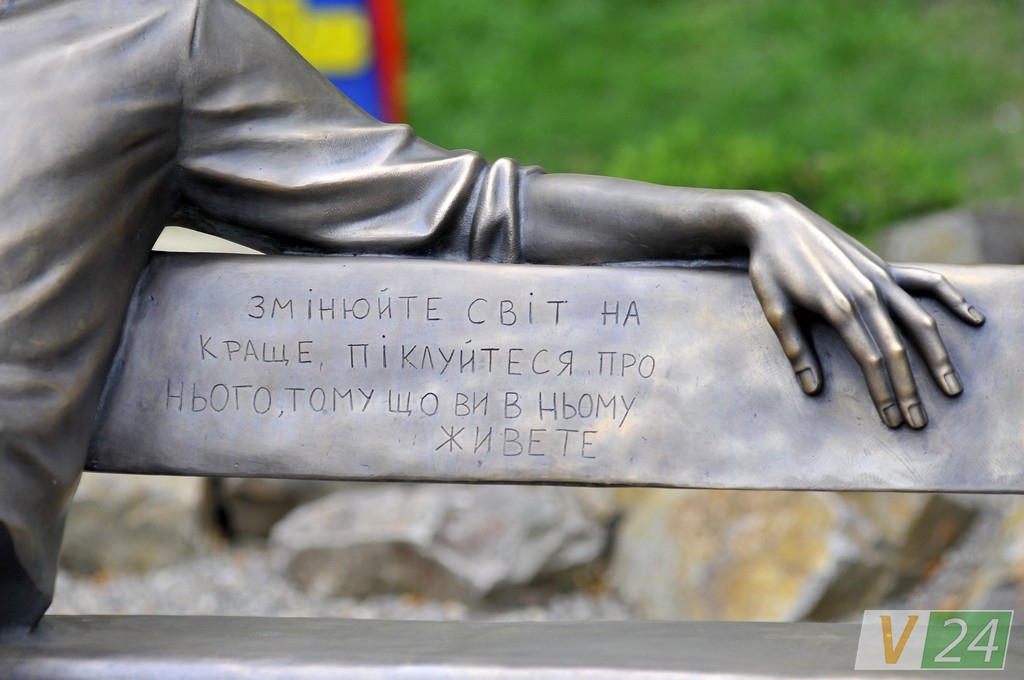 ЗМІНЮЙТЕ СВІТ НА
КРАЩЕ, ПІКЛУЙТЕСЯ ПРО
НЬОГО, ТОМУ ЩО ВИ В НЬОМУ
ЖИВЕТЕ
V24